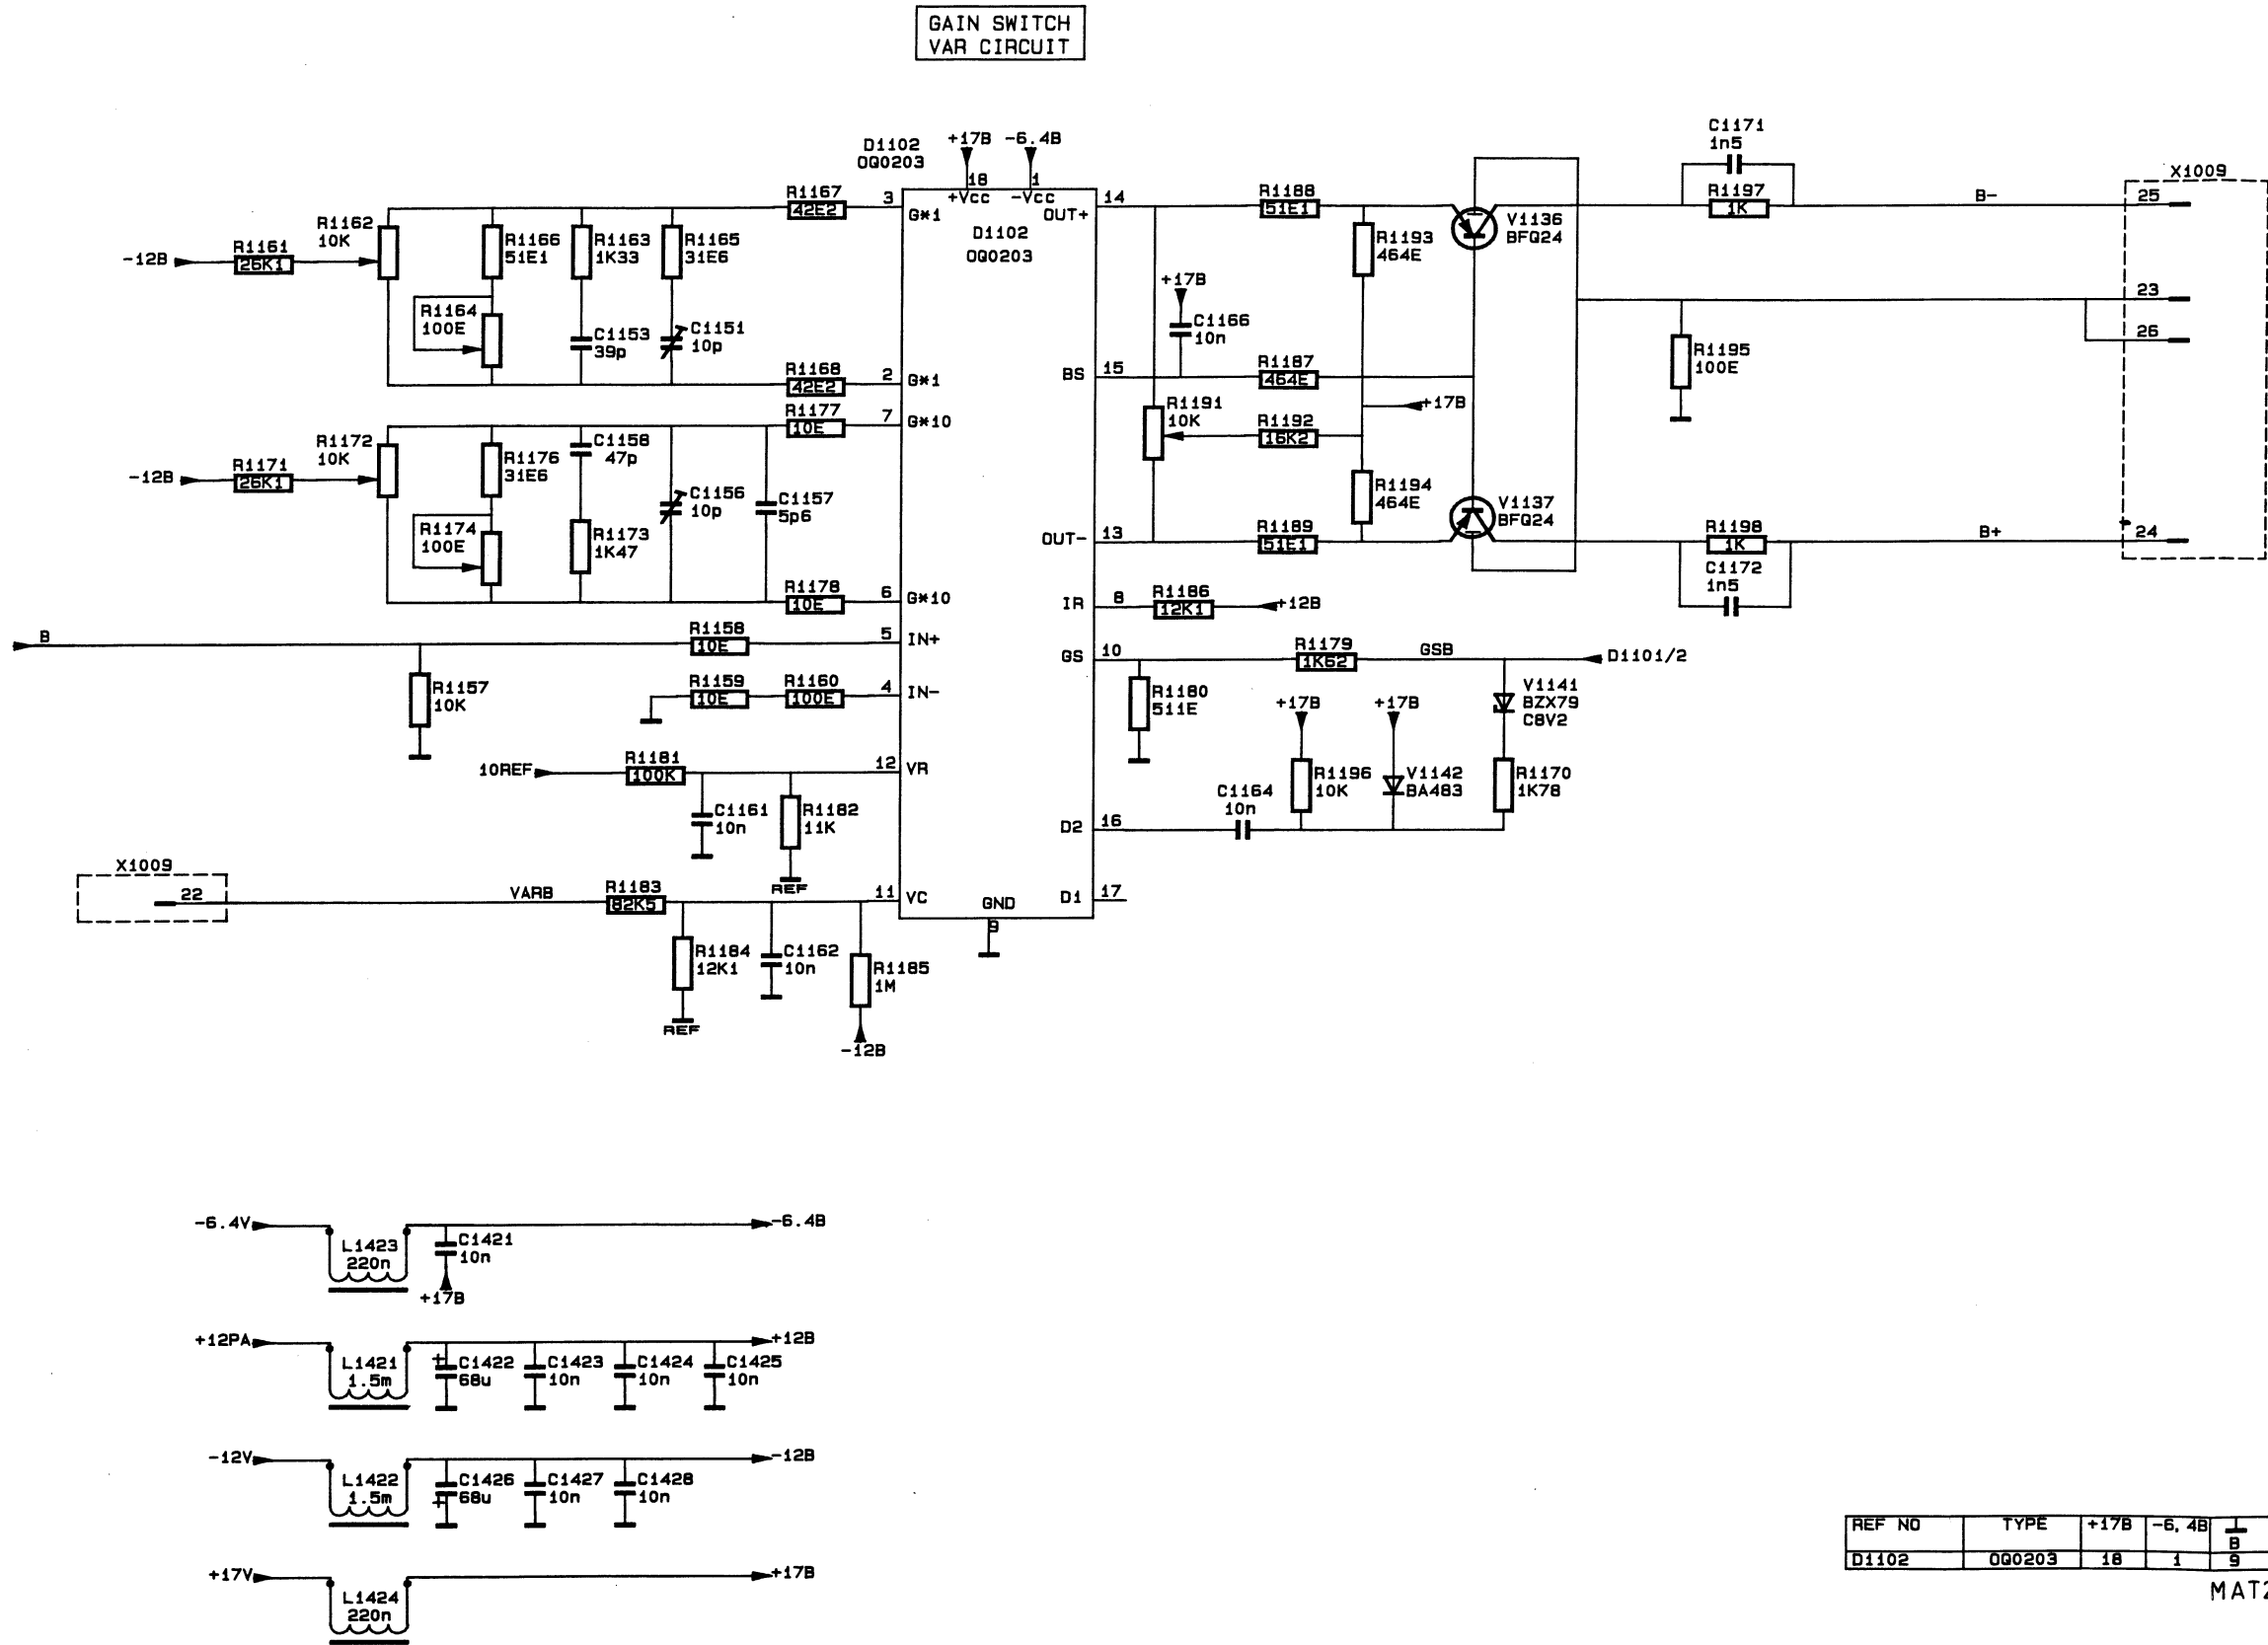 GAIN SWITCH
VAR CIRCUIT
D1102
OQ0203
+17B
-6.4B
18
1
+Vcc
-Vcc
D1102
OQ0203
R1167
42E2
3
G*1
R1162
10K
R1161
26K1
-12B
R1166
51E1
R1163
1K33
R1165
31E6
R1164
100E
C1153
39p
C1151
10p
R1168
42E2
2
G*1
R1177
10E
7
G*10
R1172
10K
R1171
26K1
-12B
R1176
31E6
C1158
47p
C1156
10p
C1157
5p6
R1174
100E
R1173
1K47
R1178
10E
6
G*10
B
R1158
10E
5
IN+
R1157
10K
R1159
10E
R1160
100E
4
IN-
10REF
R1181
100K
12
VR
C1161
10n
R1182
11K
REF
X1009
22
VARB
R1183
82K5
11
VC
R1184
12K1
REF
C1162
10n
R1185
1M
-12B
GND
9
OUT+
14
R1188
51E1
R1193
464E
V1136
BFQ24
C1171
1n5
R1197
1K
B-
X1009
25
23
26
24
+17B
C1166
10n
BS
15
R1187
464E
R1195
100E
R1191
10K
R1192
16K2
+17B
R1194
464E
V1137
BFQ24
OUT-
13
R1189
51E1
R1198
1K
B+
C1172
1n5
IR
8
R1186
12K1
+12B
GS
10
R1179
1K62
GSB
D1101/2
R1180
511E
+17B
+17B
V1141
BZX79
C8V2
R1196
10K
V1142
BA483
R1170
1K78
C1164
10n
D2
16
D1
17
-6.4V
L1423
220n
C1421
10n
+17B
-6.4B
+12PA
L1421
1.5m
+
C1422
68u
C1423
10n
C1424
10n
C1425
10n
+12B
-12V
L1422
1.5m
+
C1426
68u
C1427
10n
C1428
10n
-12B
+17V
L1424
220n
+17B
REF NO TYPE +17B -6, 4B B
D1102 OQ0203 18 1 9
MAT2